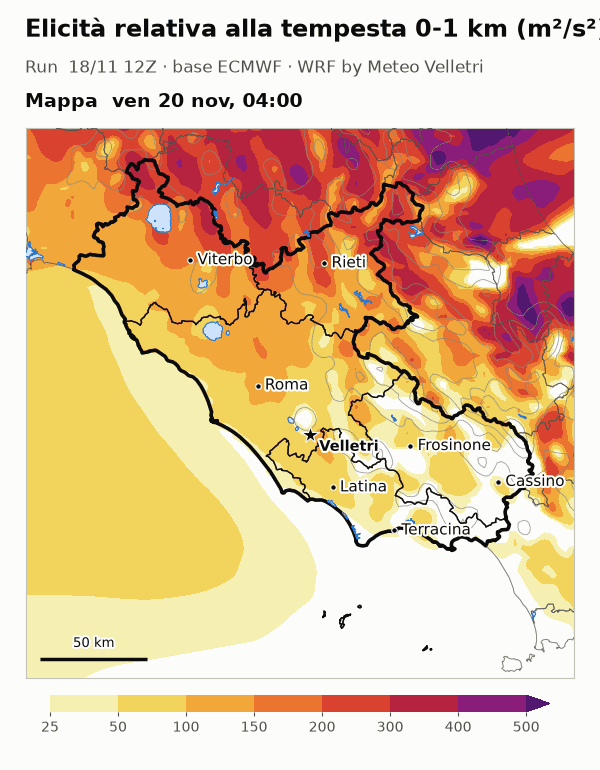 Elicità relativa alla tempesta 0-1 km (m²/s²)
Run  18/11 12Z · base ECMWF · WRF by Meteo Velletri
Mappa  ven 20 nov, 04:00
Viterbo
Rieti
Roma
Velletri
Frosinone
Latina
Cassino
Terracina
50 km
25 50 100 150 200 300 400 500